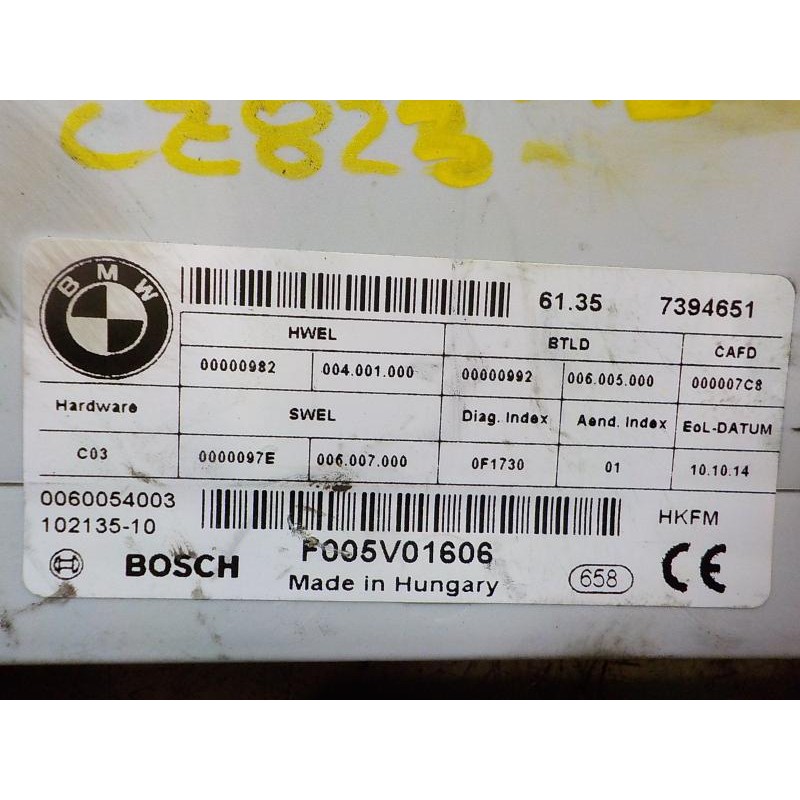 CZ823
BMW
61.35 7394651
HWEL BTLD CAFD
00000982 004.001.000 00000992 006.005.000 000007C8
Hardware SWEL Diag. Index Aend. Index EoL-DATUM
C03 0000097E 006.007.000 0F1730 01 10.10.14
0060054003
102135-10 HKFM
BOSCH F005V01606 658 CE
Made in Hungary